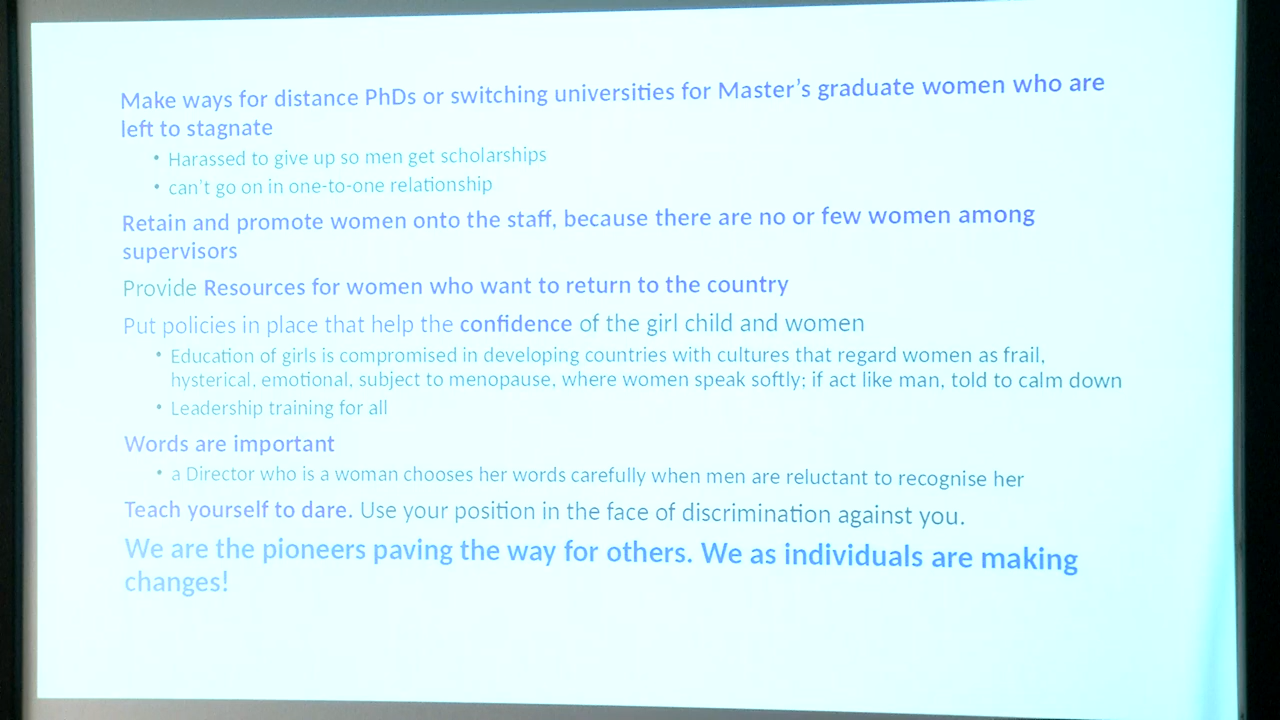 Make ways for distance PhDs or switching universities for Master's graduate women who are
left to stagnate
• Harassed to give up so men get scholarships
• can't go on in one-to-one relationship
Retain and promote women onto the staff, because there are no or few women among
supervisors
Provide Resources for women who want to return to the country
Put policies in place that help the confidence of the girl child and women
• Education of girls is compromised in developing countries with cultures that regard women as frail,
hysterical, emotional, subject to menopause, where women speak softly; if act like man, told to calm down
• Leadership training for all
Words are important
• a Director who is a woman chooses her words carefully when men are reluctant to recognise her
Teach yourself to dare. Use your position in the face of discrimination against you.
We are the pioneers paving the way for others. We as individuals are making
changes!